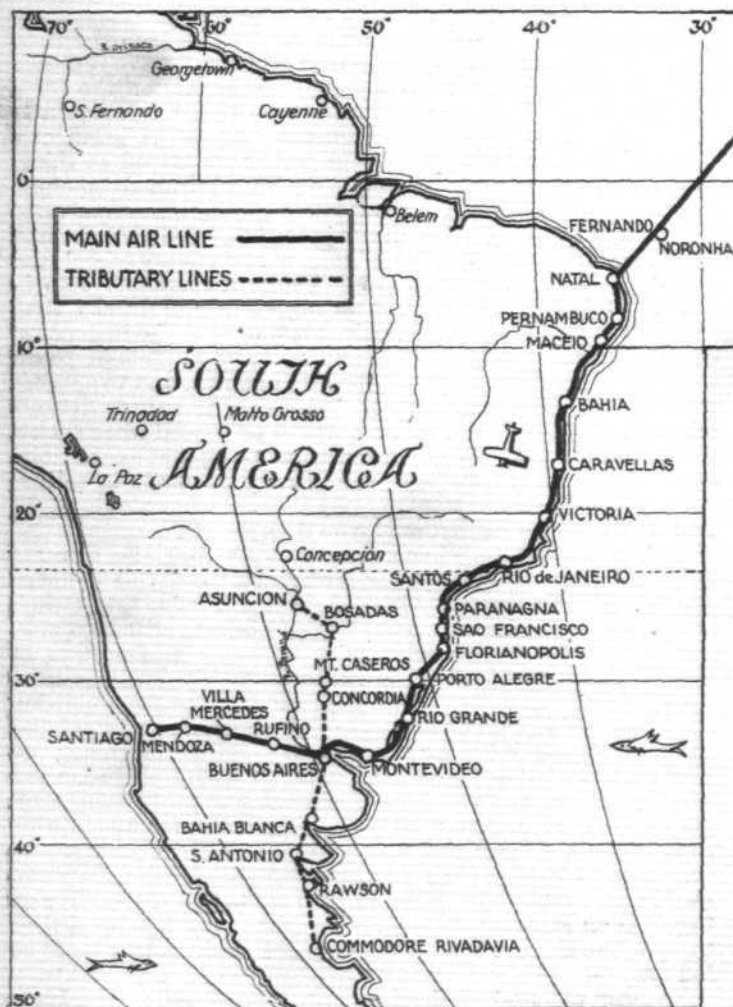 70°
60°
50°
40°
30°
R. ORINOCO
Georgetown
S. Fernando
Cayenne
0°
Belem
FERNANDO
NORONHA
MAIN AIR LINE
TRIBUTARY LINES
NATAL
PERNAMBUCO
MACEIO
10°
SOUTH
AMERICA
Trinadad
Matto Grosso
BAHIA
La Paz
CARAVELLAS
20°
VICTORIA
Concepción
SANTOS
RIO de JANEIRO
ASUNCION
BOSADAS
PARANAGNA
SAO FRANCISCO
FLORIANOPOLIS
MT. CASEROS
30°
CONCORDIA
PORTO ALEGRE
VILLA
MERCEDES
RIO GRANDE
SANTIAGO
MENDOZA
RUFINO
BUENOS AIRES
MONTEVIDEO
BAHIA BLANCA
40°
S. ANTONIO
RAWSON
COMMODORE RIVADAVIA
50°